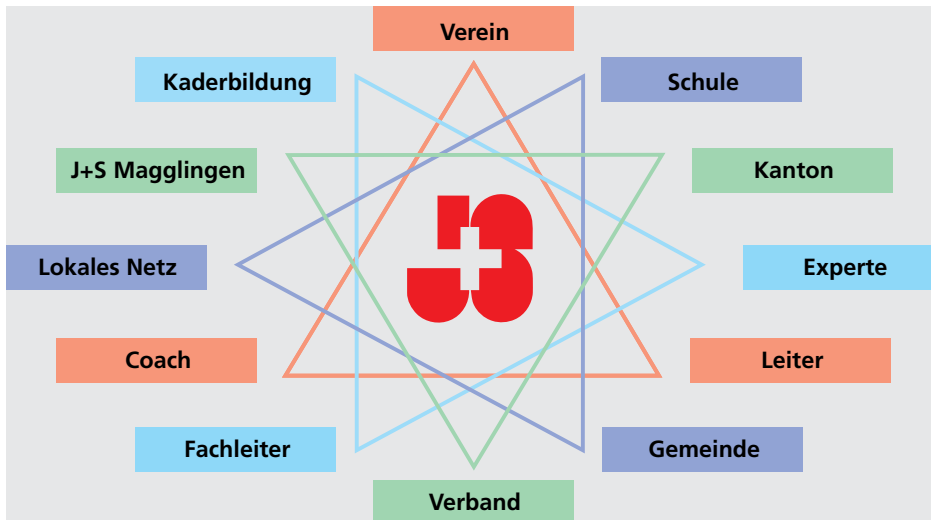 Verein
Kaderbildung
Schule
J+S Magglingen
Kanton
Lokales Netz
Experte
Coach
Leiter
Fachleiter
Gemeinde
Verband